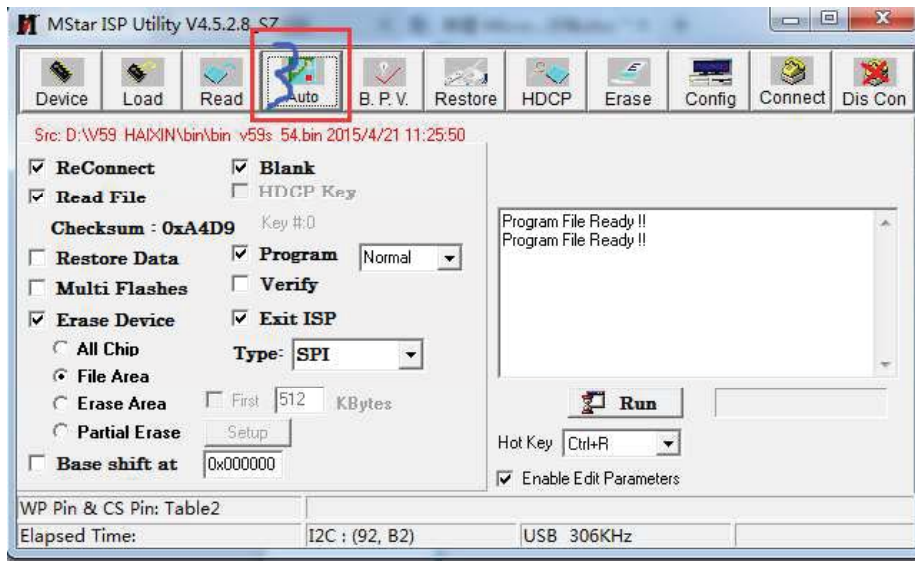 MStar ISP Utility V4.5.2.8_SZ
Device Load Read Auto B. P. V. Restore HDCP Erase Config Connect Dis Con
Src: D:\V59 HAIXIN\bin\bin v59s 54.bin 2015/4/21 11:25:50
ReConnect Blank
Read File HDCP Key
Checksum : 0xA4D9 Key #:0
Restore Data Program Normal
Multi Flashes Verify
Erase Device Exit ISP
All Chip Type: SPI
File Area
Erase Area First 512 KBytes
Partial Erase Setup
Base shift at 0x000000
Program File Ready !!
Program File Ready !!
Run
Hot Key Ctrl+R
Enable Edit Parameters
WP Pin & CS Pin: Table2
Elapsed Time: I2C : (92, B2) USB 306KHz